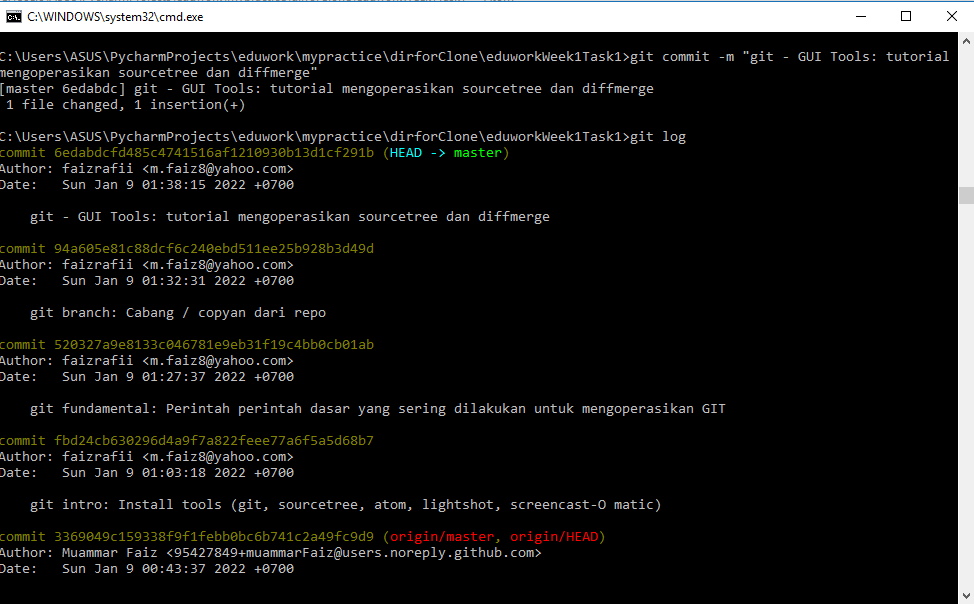 C:\WINDOWS\system32\cmd.exe
C:\Users\ASUS\PycharmProjects\eduwork\mypractice\dirforClone\eduworkWeek1Task1>git commit -m "git - GUI Tools: tutorial
mengoperasikan sourcetree dan diffmerge"
[master 6edabdc] git - GUI Tools: tutorial mengoperasikan sourcetree dan diffmerge
1 file changed, 1 insertion(+)
C:\Users\ASUS\PycharmProjects\eduwork\mypractice\dirforClone\eduworkWeek1Task1>git log
commit 6edabdcfd485c4741516af1210930b13d1cf291b (HEAD -> master)
Author: faizrafii <m.faiz8@yahoo.com>
Date:   Sun Jan 9 01:38:15 2022 +0700
git - GUI Tools: tutorial mengoperasikan sourcetree dan diffmerge
commit 94a605e81c88dcf6c240ebd511ee25b928b3d49d
Author: faizrafii <m.faiz8@yahoo.com>
Date:   Sun Jan 9 01:32:31 2022 +0700
git branch: Cabang / copyan dari repo
commit 520327a9e8133c046781e9eb31f19c4bb0cb01ab
Author: faizrafii <m.faiz8@yahoo.com>
Date:   Sun Jan 9 01:27:37 2022 +0700
git fundamental: Perintah perintah dasar yang sering dilakukan untuk mengoperasikan GIT
commit fbd24cb630296d4a9f7a822feee77a6f5a5d68b7
Author: faizrafii <m.faiz8@yahoo.com>
Date:   Sun Jan 9 01:03:18 2022 +0700
git intro: Install tools (git, sourcetree, atom, lightshot, screencast-O matic)
commit 3369049c159338f9f1febb0bc6b741c2a49fc9d9 (origin/master, origin/HEAD)
Author: Muammar Faiz <95427849+muammarFaiz@users.noreply.github.com>
Date:   Sun Jan 9 00:43:37 2022 +0700